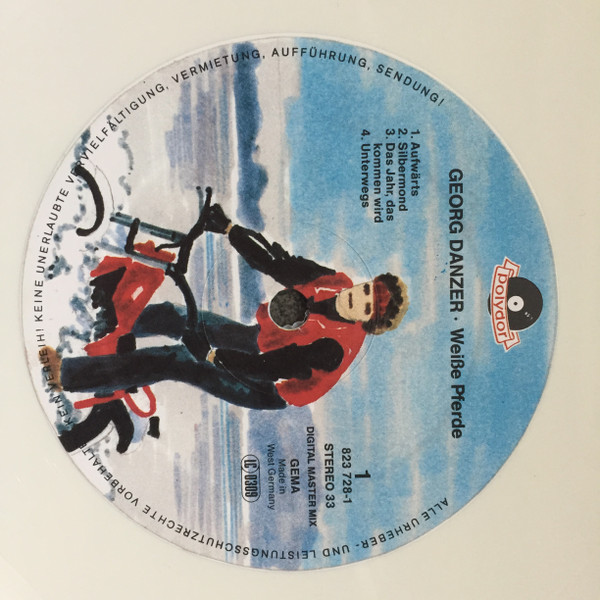 polydor
GEORG DANZER · Weiße Pferde
1. Aufwärts
2. Silbermond
3. Das Jahr, das
kommen wird
4. Unterwegs
1
823 728-1
STEREO 33
DIGITAL MASTER MIX
GEMA
Made in
West Germany
LC 0309
ALLE URHEBER- UND LEISTUNGSSCHUTZRECHTE VORBEHALTEN. KEIN VERLEIH! KEINE UNERLAUBTE VERVIELFÄLTIGUNG, VERMIETUNG, AUFFÜHRUNG, SENDUNG!